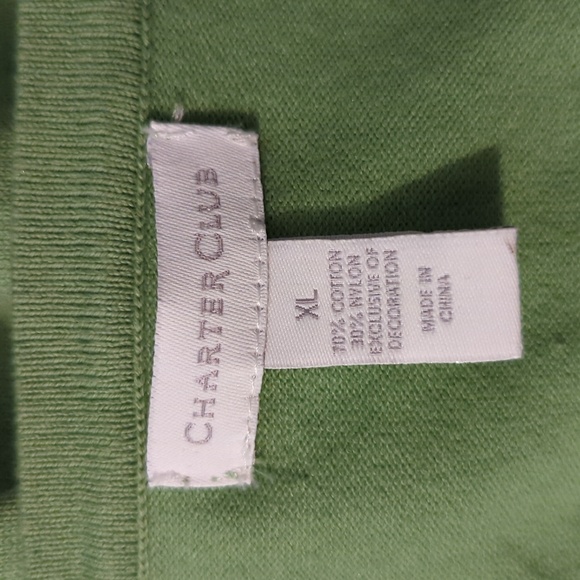 CHARTER CLUB
XL
70% COTTON
30% NYLON
EXCLUSIVE OF
DECORATION
MADE IN
CHINA